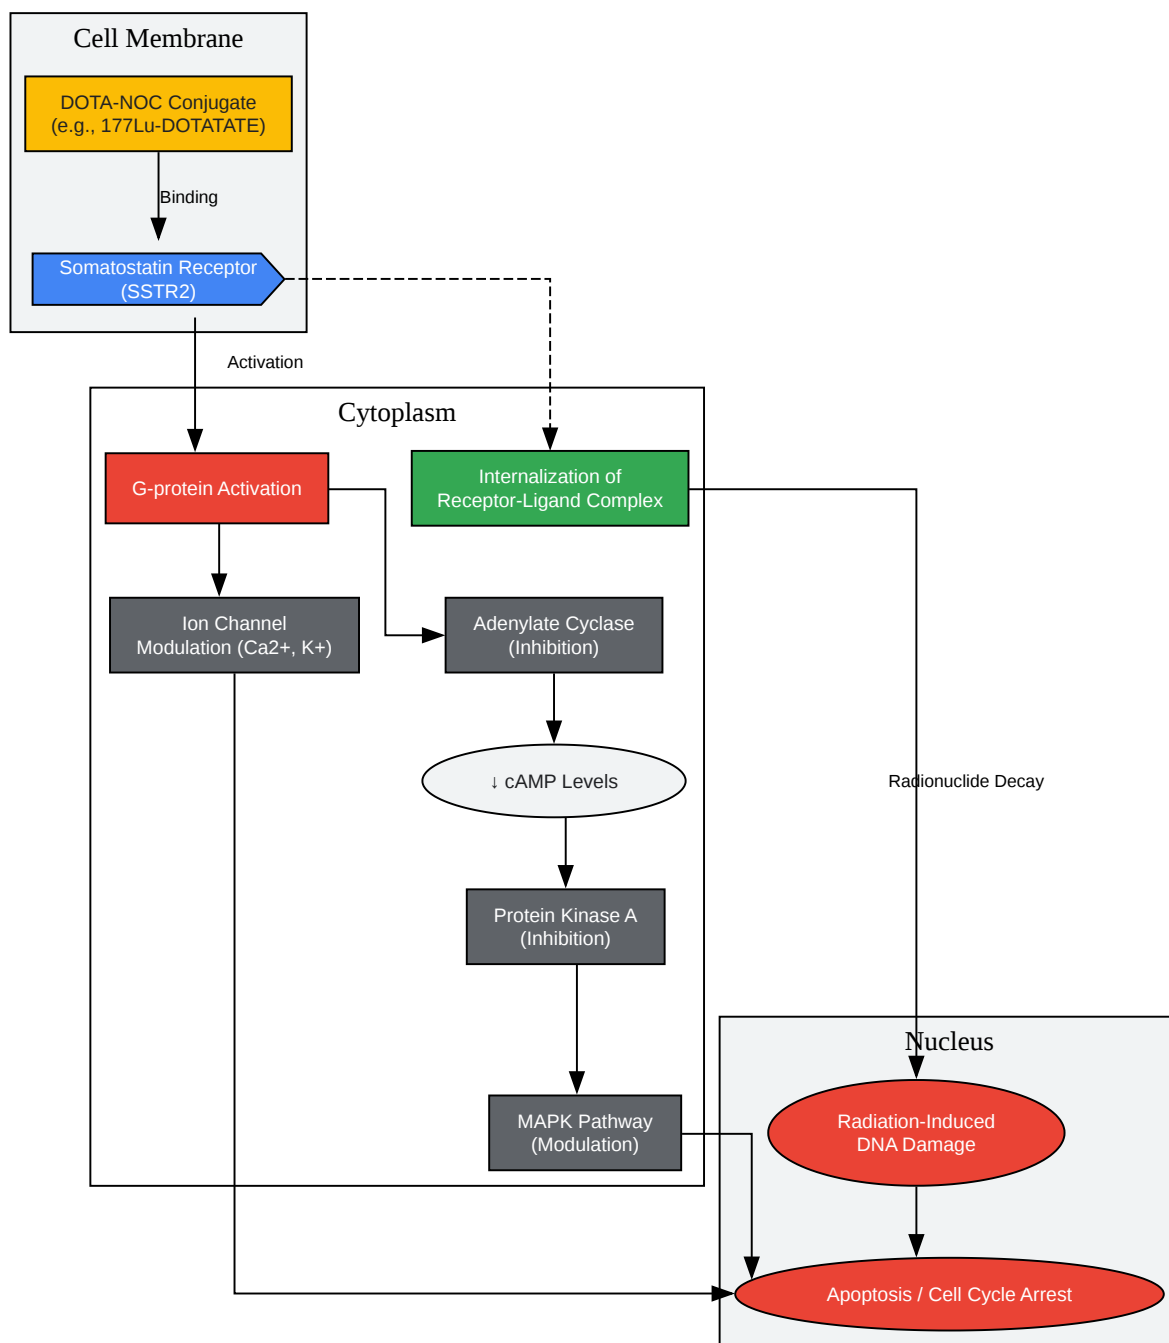 Cell Membrane
DOTA-NOC Conjugate
(e.g., 177Lu-DOTATATE)
Binding
Somatostatin Receptor
(SSTR2)
Activation
Cytoplasm
G-protein Activation
Internalization of
Receptor-Ligand Complex
Ion Channel
Modulation (Ca2+, K+)
Adenylate Cyclase
(Inhibition)
↓ cAMP Levels
Radionuclide Decay
Protein Kinase A
(Inhibition)
Nucleus
MAPK Pathway
(Modulation)
Radiation-Induced
DNA Damage
Apoptosis / Cell Cycle Arrest